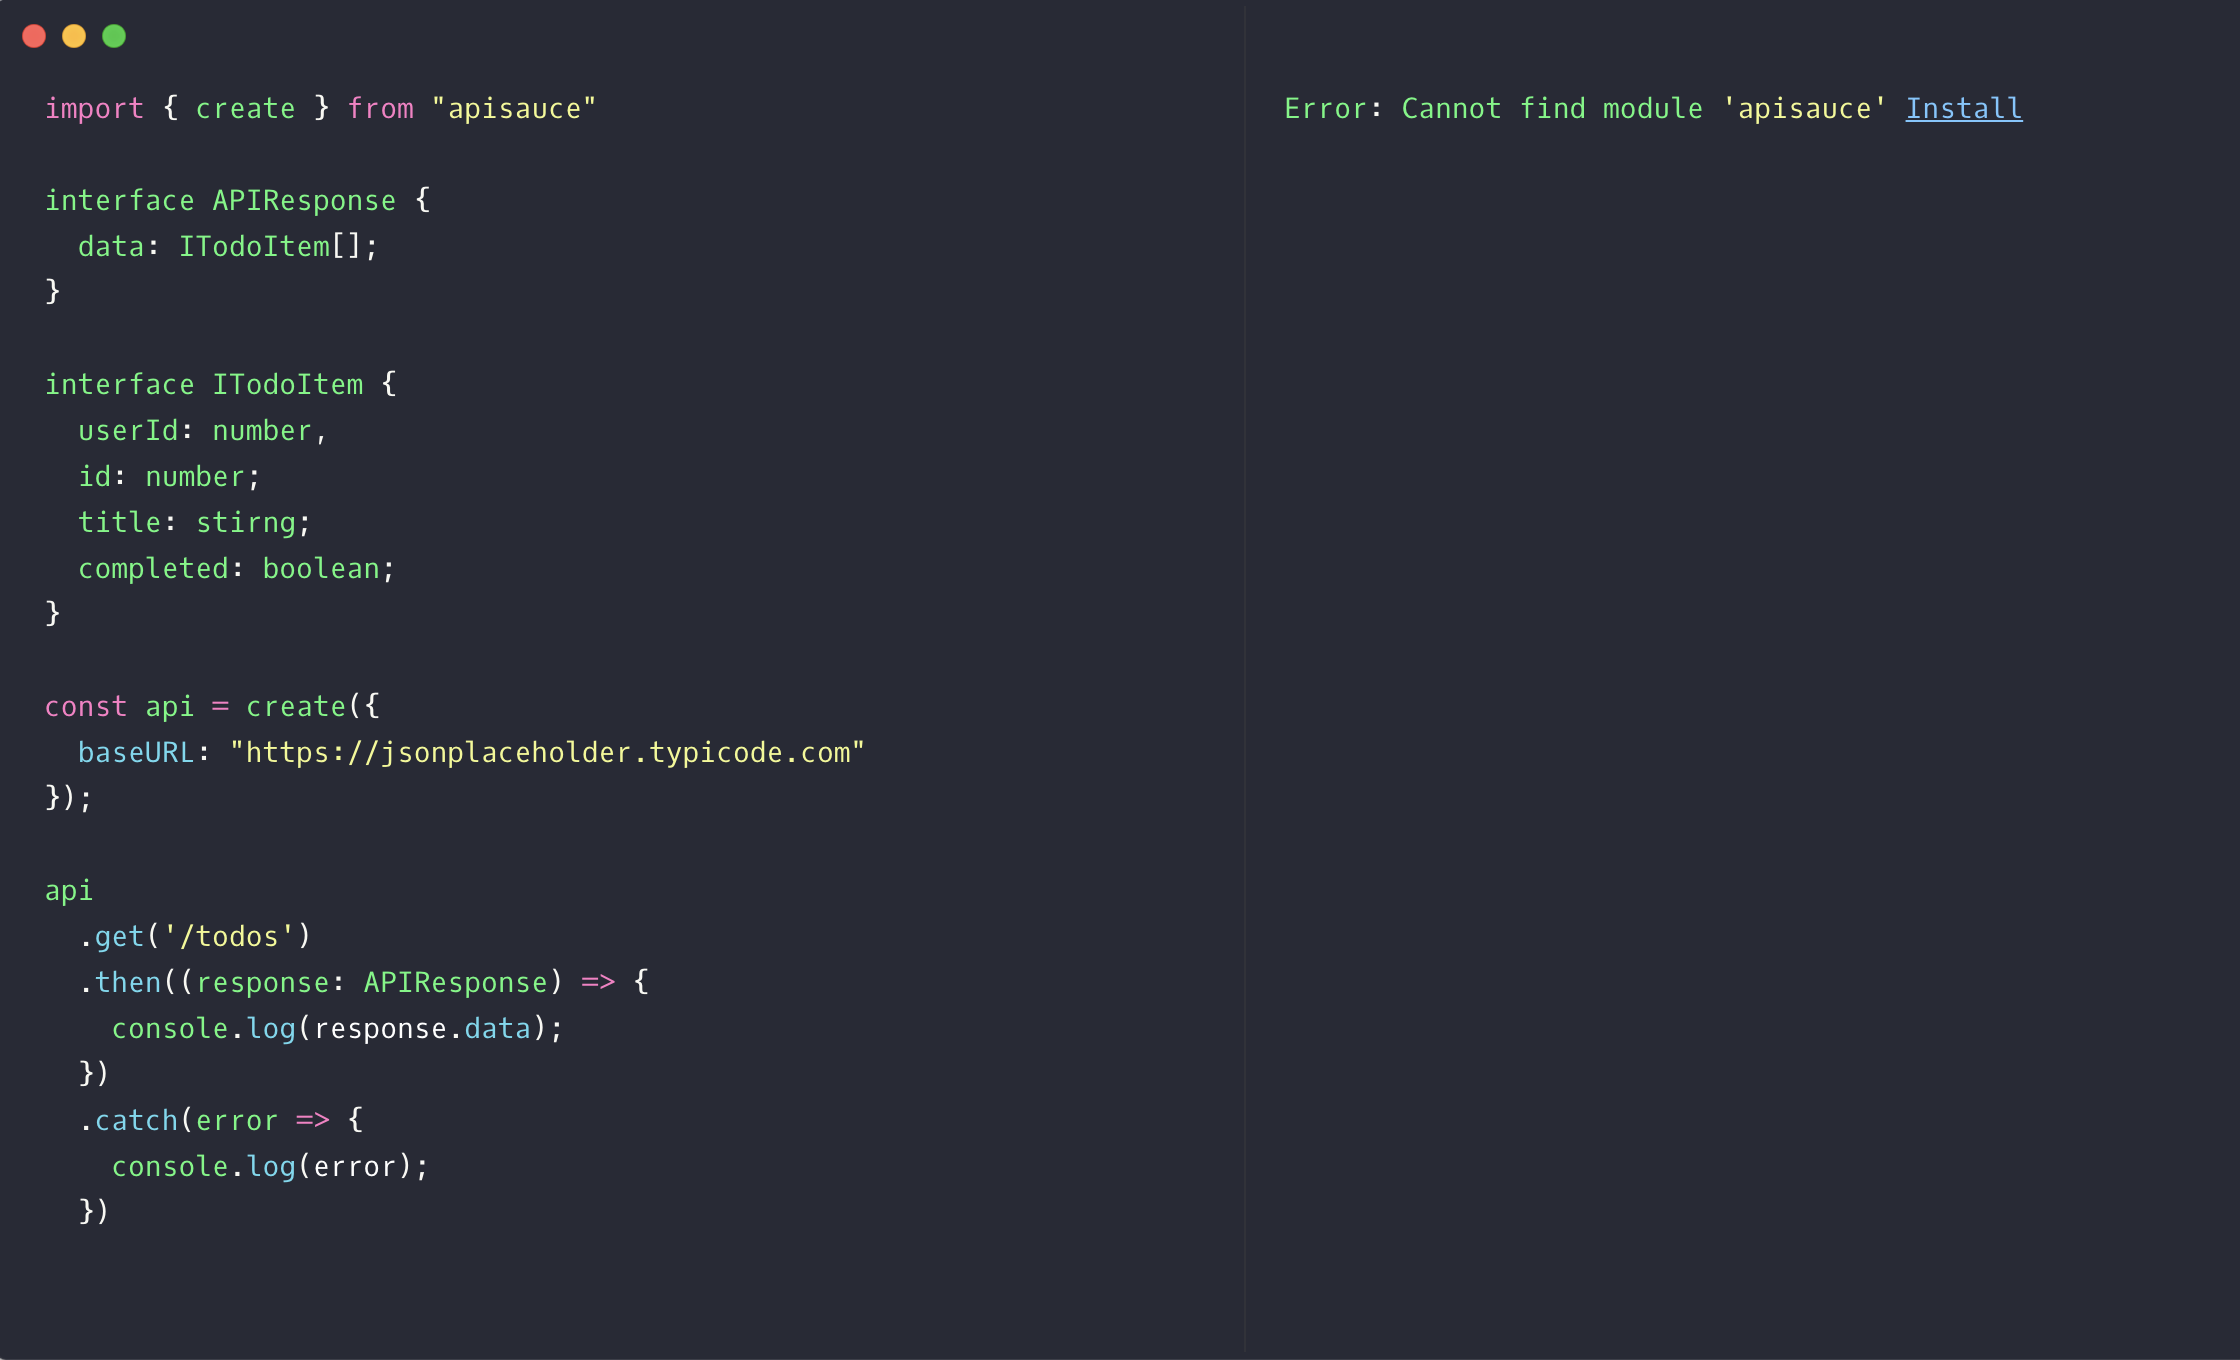 import { create } from "apisauce"
interface APIResponse {
  data: ITodoItem[];
}
interface ITodoItem {
  userId: number,
  id: number;
  title: stirng;
  completed: boolean;
}
const api = create({
  baseURL: "https://jsonplaceholder.typicode.com"
});
api
  .get('/todos')
  .then((response: APIResponse) => {
    console.log(response.data);
  })
  .catch(error => {
    console.log(error);
  })
Error: Cannot find module 'apisauce' Install